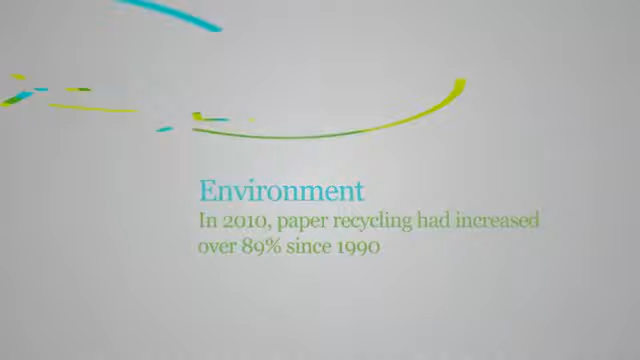 Environment
In 2010, paper recycling had increased
over 89% since 1990